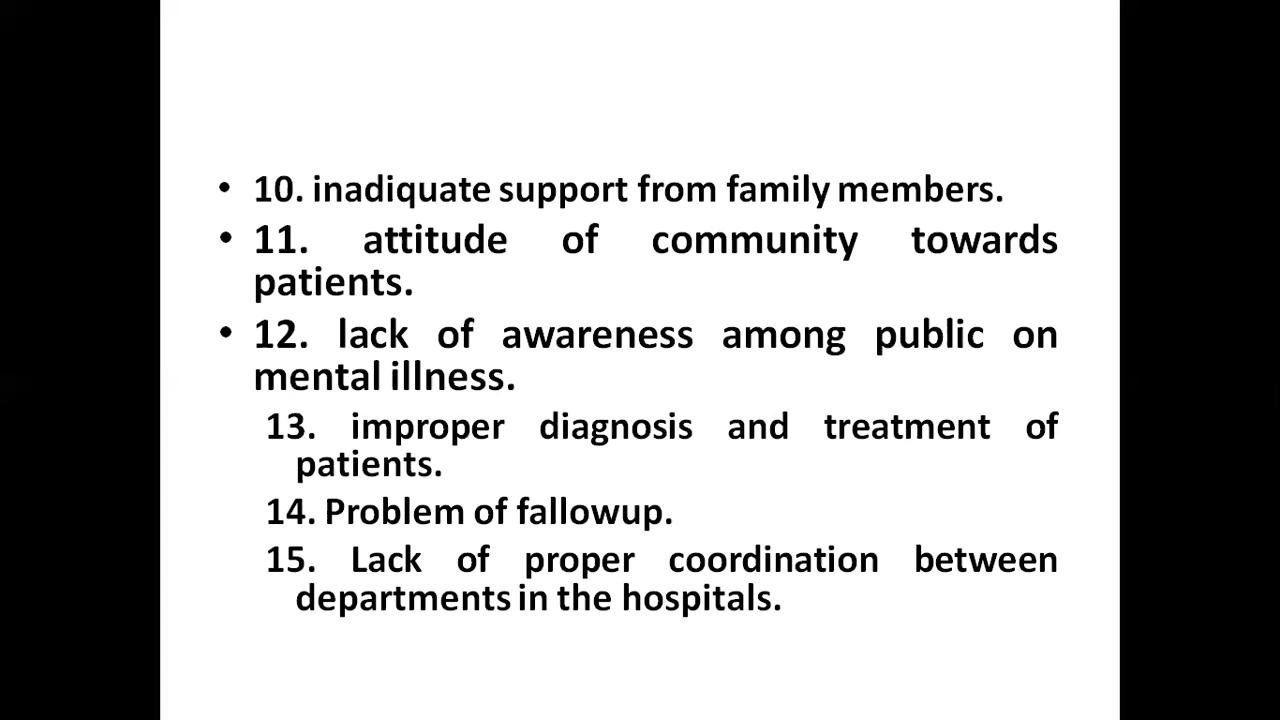 • 10. inadiquate support from family members.
• 11. attitude of community towards
patients.
• 12. lack of awareness among public on
mental illness.
13. improper diagnosis and treatment of
patients.
14. Problem of fallowup.
15. Lack of proper coordination between
departments in the hospitals.